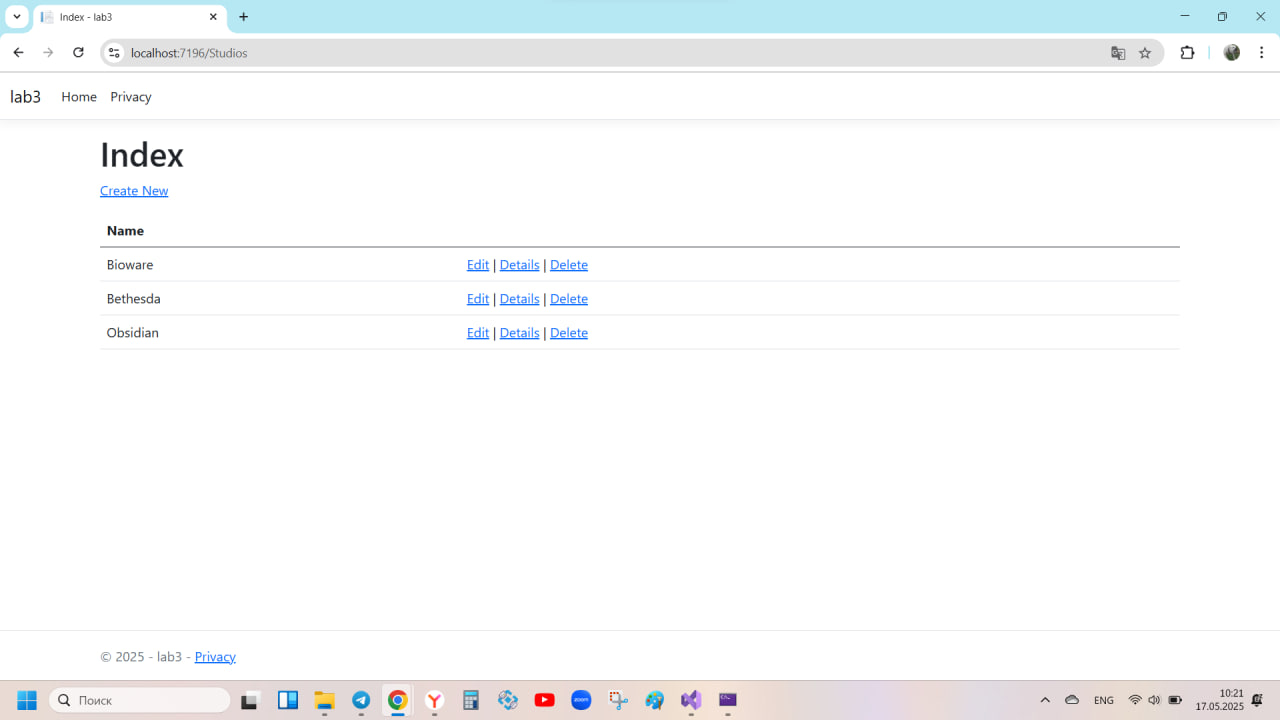 Index - lab3
localhost:7196/Studios
lab3 Home Privacy
Index
Create New
Name
Bioware Edit | Details | Delete
Bethesda Edit | Details | Delete
Obsidian Edit | Details | Delete
© 2025 - lab3 - Privacy
Поиск
zoom
ENG
10:21
17.05.2025